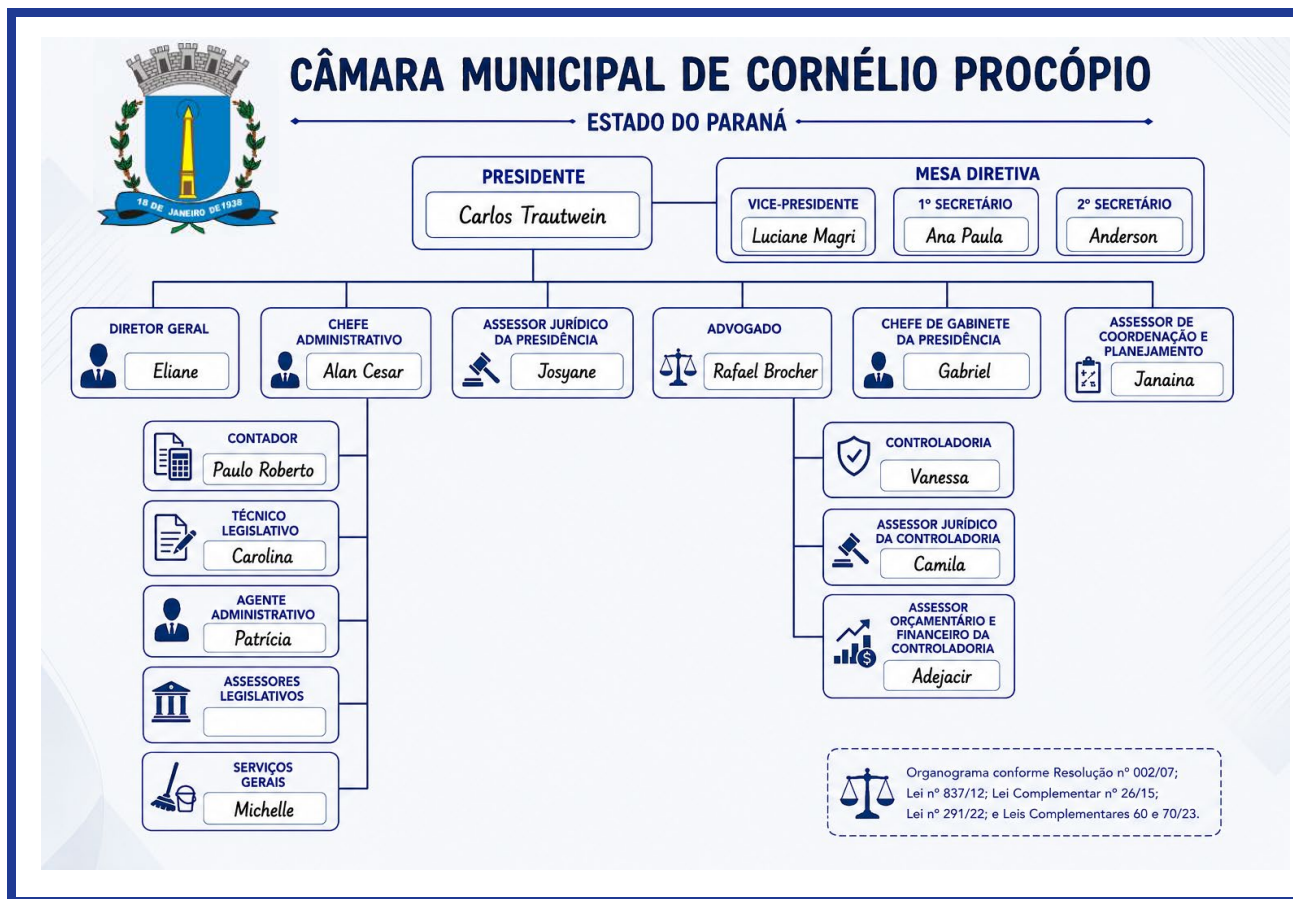 CÂMARA MUNICIPAL DE CORNÉLIO PROCÓPIO
ESTADO DO PARANÁ
18 DE JANEIRO DE 1938
PRESIDENTE
Carlos Trautwein
MESA DIRETIVA
VICE-PRESIDENTE
Luciane Magri
1º SECRETÁRIO
Ana Paula
2º SECRETÁRIO
Anderson
DIRETOR GERAL
Eliane
CHEFE
ADMINISTRATIVO
Alan Cesar
ASSESSOR JURÍDICO
DA PRESIDÊNCIA
Josyane
ADVOGADO
Rafael Brocher
CHEFE DE GABINETE
DA PRESIDÊNCIA
Gabriel
ASSESSOR DE
COORDENAÇÃO E
PLANEJAMENTO
Janaina
CONTADOR
Paulo Roberto
TÉCNICO
LEGISLATIVO
Carolina
AGENTE
ADMINISTRATIVO
Patrícia
ASSESSORES
LEGISLATIVOS
SERVIÇOS
GERAIS
Michelle
CONTROLADORIA
Vanessa
ASSESSOR JURÍDICO
DA CONTROLADORIA
Camila
ASSESSOR
ORÇAMENTÁRIO E
FINANCEIRO DA
CONTROLADORIA
Adejacir
Organograma conforme Resolução nº 002/07;
Lei nº 837/12; Lei Complementar nº 26/15;
Lei nº 291/22; e Leis Complementares 60 e 70/23.